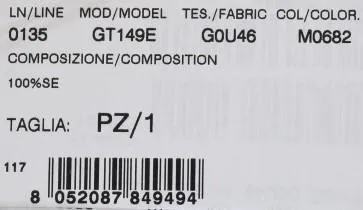 LN/LINE MOD/MODEL TES./FABRIC COL/COLOR.
0135 GT149E G0U46 M0682
COMPOSIZIONE/COMPOSITION
100%SE
TAGLIA: PZ/1
117
8 052087 849494